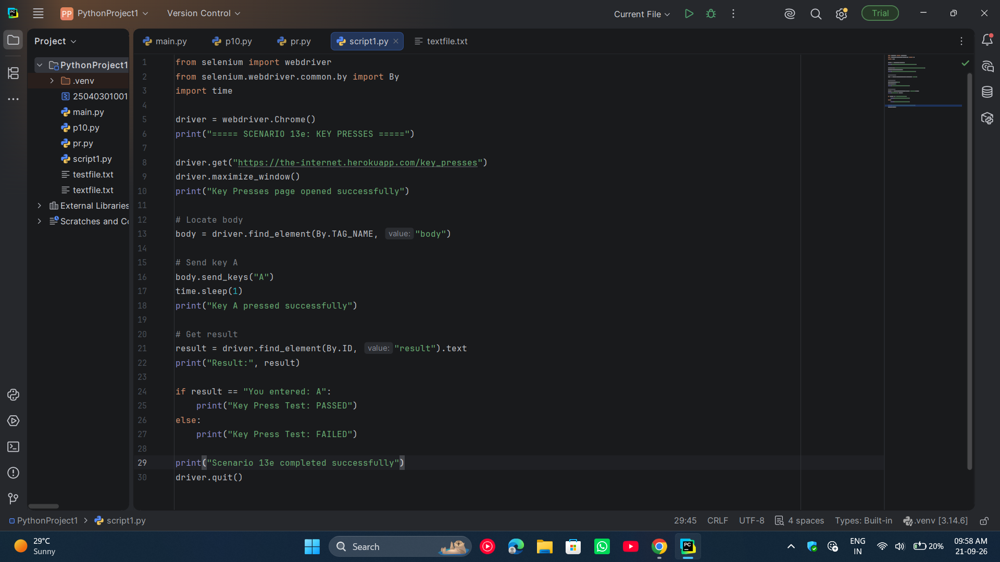 PC
PP PythonProject1 Version Control Current File Trial
Project
main.py p10.py pr.py script1.py textfile.txt
PythonProject1
.venv
25040301001
main.py
p10.py
pr.py
script1.py
testfile.txt
textfile.txt
External Libraries
Scratches and Co
1 from selenium import webdriver
2 from selenium.webdriver.common.by import By
3 import time
4
5 driver = webdriver.Chrome()
6 print("===== SCENARIO 13e: KEY PRESSES =====")
7
8 driver.get("https://the-internet.herokuapp.com/key_presses")
9 driver.maximize_window()
10 print("Key Presses page opened successfully")
11
12 # Locate body
13 body = driver.find_element(By.TAG_NAME, value: "body")
14
15 # Send key A
16 body.send_keys("A")
17 time.sleep(1)
18 print("Key A pressed successfully")
19
20 # Get result
21 result = driver.find_element(By.ID, value: "result").text
22 print("Result:", result)
23
24 if result == "You entered: A":
25     print("Key Press Test: PASSED")
26 else:
27     print("Key Press Test: FAILED")
28
29 print("Scenario 13e completed successfully")
30 driver.quit()
PythonProject1 > script1.py 29:45 CRLF UTF-8 4 spaces Types: Built-in .venv [3.14.6]
29°C
Sunny
Search
PC
ENG
IN
20%
09:58 AM
21-09-26